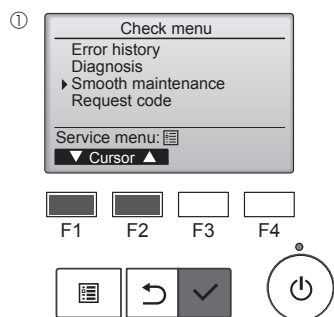 ①
Check menu
Error history
Diagnosis
Smooth maintenance
Request code
Service menu:
▼ Cursor ▲
F1 F2 F3 F4